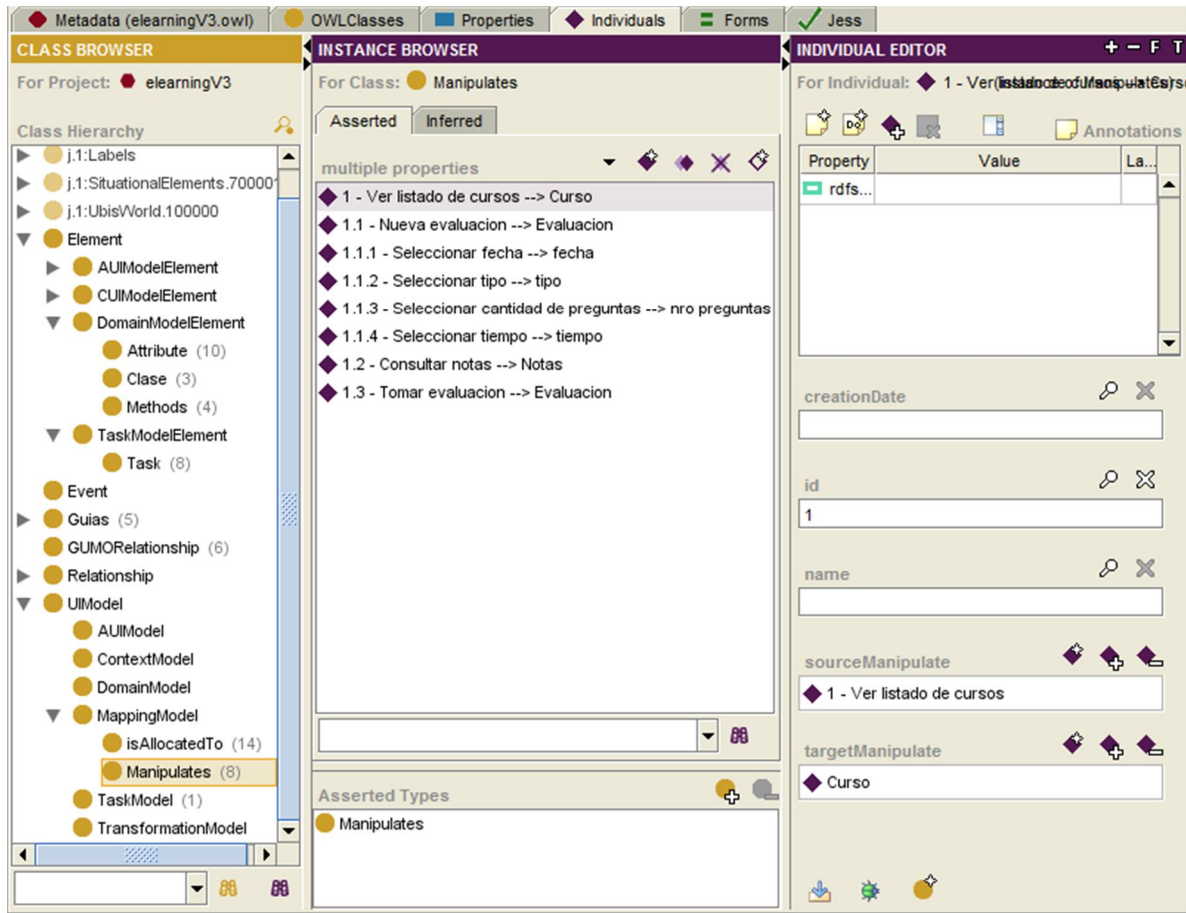 Metadata (elearningV3.owl)
OWLClasses
Properties
Individuals
Forms
Jess
CLASS BROWSER
For Project: elearningV3
Class Hierarchy
j.1:Labels
j.1:SituationalElements.70000
j.1:UbisWorld.100000
Element
AUIModelElement
CUIModelElement
DomainModelElement
Attribute (10)
Clase (3)
Methods (4)
TaskModelElement
Task (8)
Event
Guias (5)
GUMORelationship (6)
Relationship
UIModel
AUIModel
ContextModel
DomainModel
MappingModel
isAllocatedTo (14)
Manipulates (8)
TaskModel (1)
TransformationModel
INSTANCE BROWSER
For Class: Manipulates
Asserted
Inferred
multiple properties
1 - Ver listado de cursos --> Curso
1.1 - Nueva evaluacion --> Evaluacion
1.1.1 - Seleccionar fecha --> fecha
1.1.2 - Seleccionar tipo --> tipo
1.1.3 - Seleccionar cantidad de preguntas --> nro preguntas
1.1.4 - Seleccionar tiempo --> tiempo
1.2 - Consultar notas --> Notas
1.3 - Tomar evaluacion --> Evaluacion
Asserted Types
Manipulates
INDIVIDUAL EDITOR
+ - F T
For Individual: 1 - Ver
Annotations
Property Value La...
rdfs...
creationDate
id
1
name
sourceManipulate
1 - Ver listado de cursos
targetManipulate
Curso